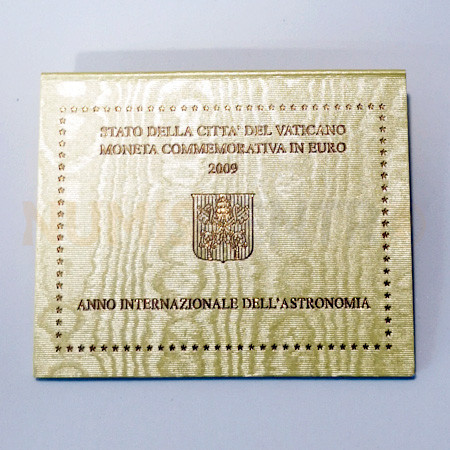 STATO DELLA CITTA' DEL VATICANO
MONETA COMMEMORATIVA IN EURO
2009
ANNO INTERNAZIONALE DELL'ASTRONOMIA